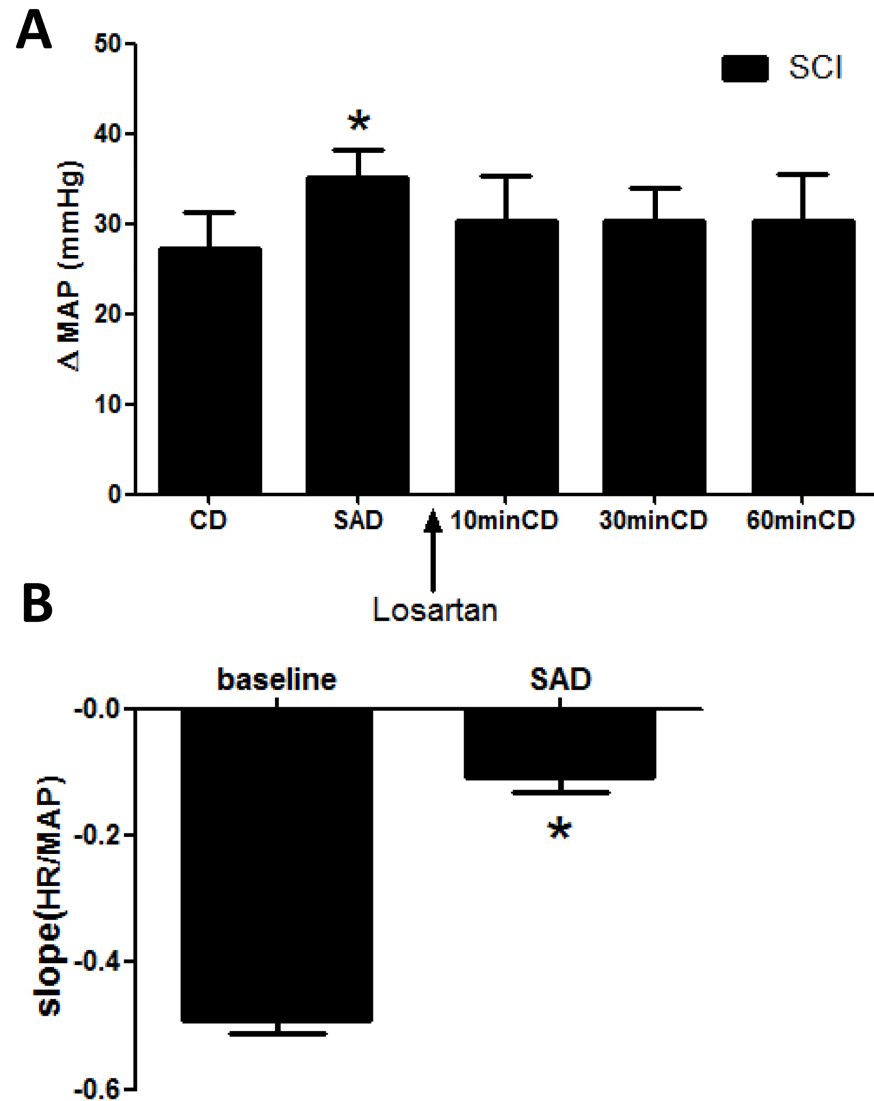 A
50
SCI
*
40
30
20
10
0
Δ MAP (mmHg)
CD SAD 10minCD 30minCD 60minCD
Losartan
B
baseline SAD
-0.0
-0.2
*
-0.4
-0.6
slope(HR/MAP)